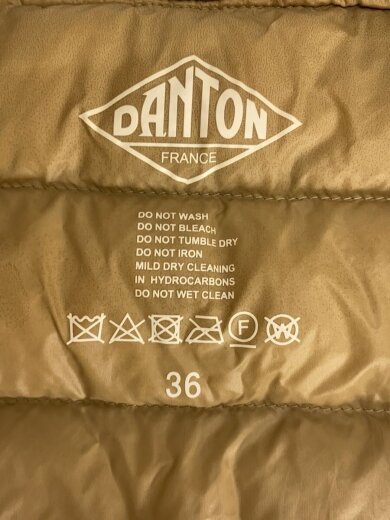 DANTON
FRANCE
DO NOT WASH
DO NOT BLEACH
DO NOT TUMBLE DRY
DO NOT IRON
MILD DRY CLEANING
IN HYDROCARBONS
DO NOT WET CLEAN
F W
36